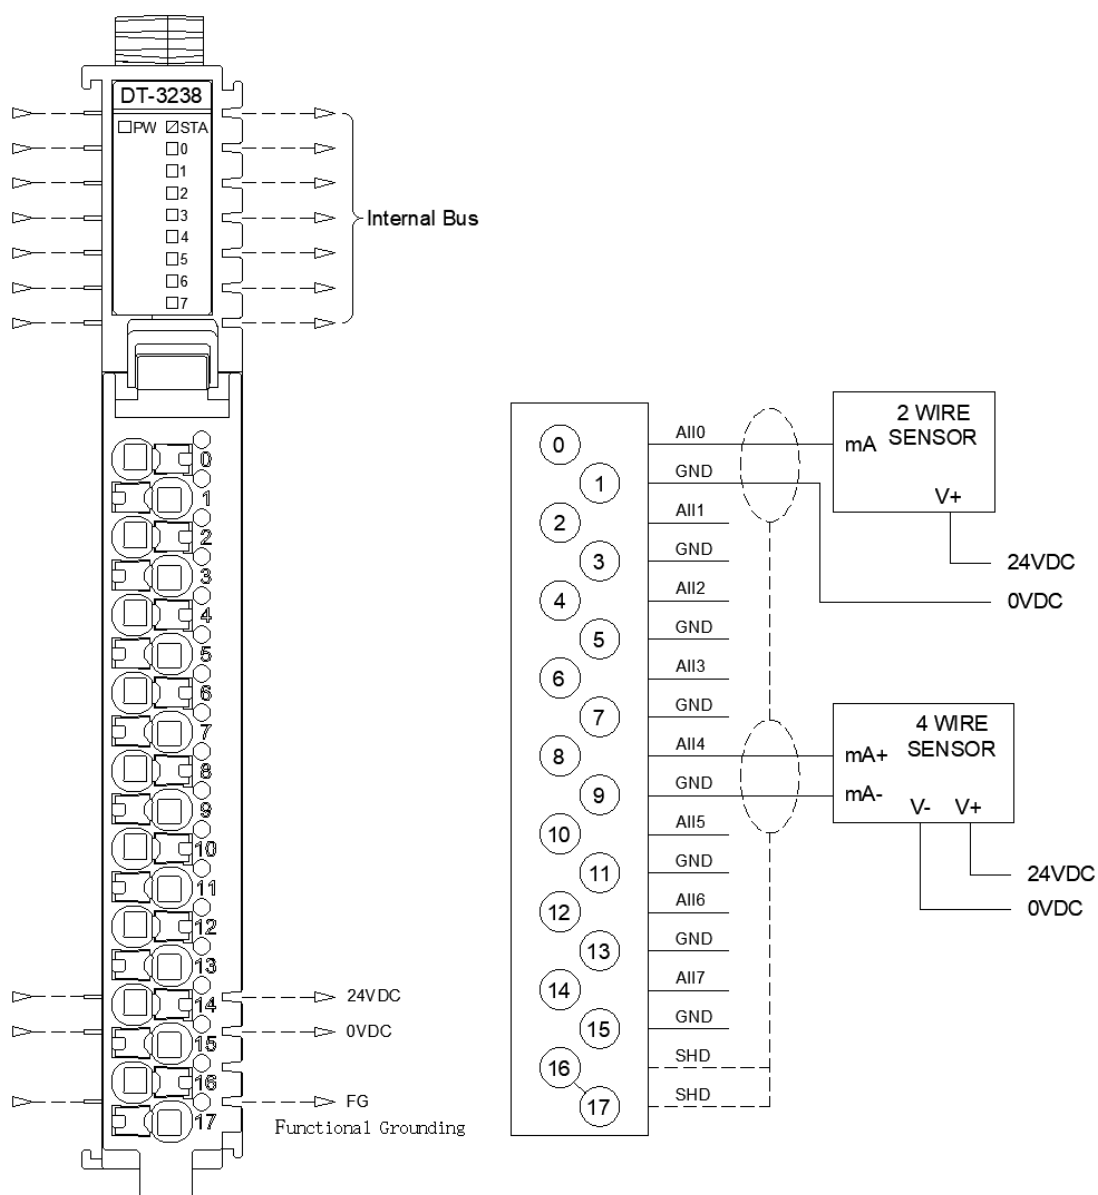 DT-3238
PW STA
0
1
2
3
4
5
6
7
Internal Bus
0
1
2
3
4
5
6
7
8
9
10
11
12
13
14
15
16
17
24VDC
0VDC
FG
Functional Grounding
0
1
2
3
4
5
6
7
8
9
10
11
12
13
14
15
16
17
AII0
GND
AII1
GND
AII2
GND
AII3
GND
AII4
GND
AII5
GND
AII6
GND
AII7
GND
SHD
SHD
2 WIRE
SENSOR
mA
V+
24VDC
0VDC
4 WIRE
SENSOR
mA+
mA-
V- V+
24VDC
0VDC